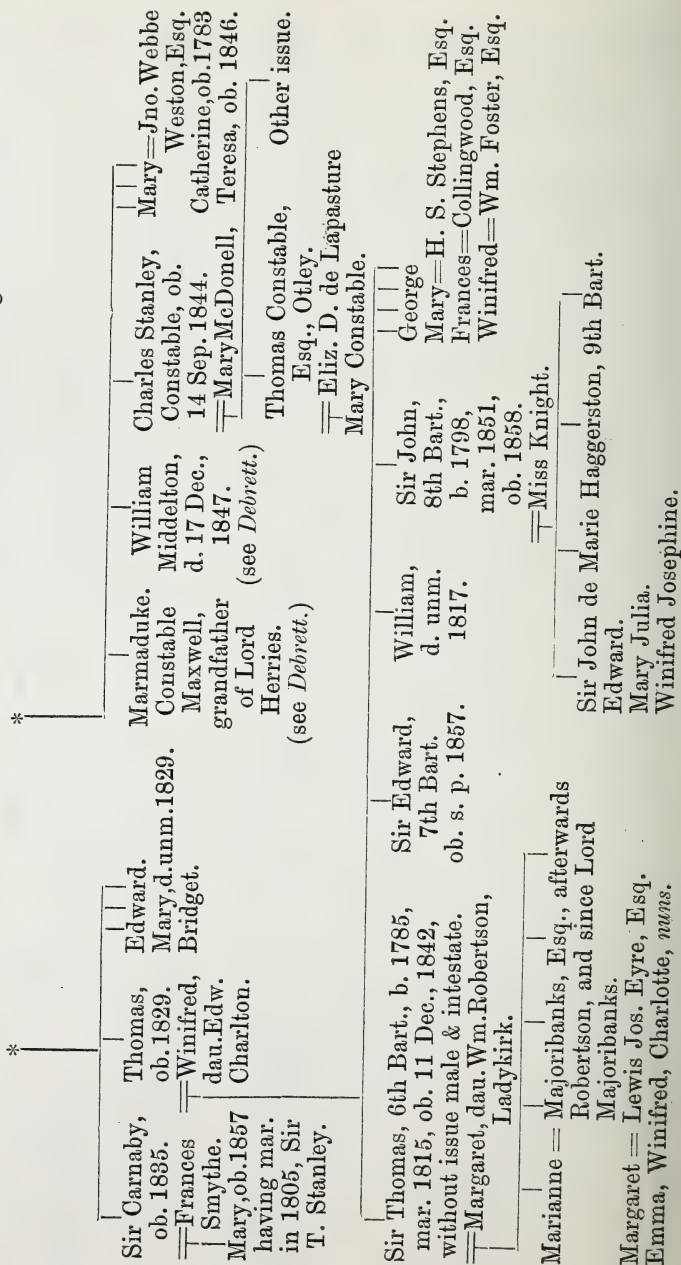 *
*
Sir Carnaby,
ob. 1835.
=Frances
Smythe.
Mary, ob. 1857
having mar.
in 1805, Sir
T. Stanley.
Thomas,
ob. 1829.
=Winifred,
dau. Edw.
Charlton.
Edward.
Mary, d. unm. 1829.
Bridget.
Marmaduke.
Constable
Maxwell,
grandfather
of Lord
Herries.
(see Debrett.)
William
Middelton,
d. 17 Dec.,
1847.
(see Debrett.)
Charles Stanley,
Constable, ob.
14 Sep. 1844.
=Mary McDonell,
Mary=Jno. Webbe
Weston, Esq.
Catherine, ob. 1783
Teresa, ob. 1846.
Thomas Constable,
Esq., Otley.
=Eliz. D. de Lapasture
Mary Constable.
Other issue.
Sir Thomas, 6th Bart., b. 1785,
mar. 1815, ob. 11 Dec., 1842,
without issue male & intestate.
=Margaret, dau. Wm. Robertson,
Ladykirk.
Sir Edward,
7th Bart.
ob. s. p. 1857.
William,
d. unm.
1817.
Sir John,
8th Bart.,
b. 1798,
mar. 1851,
ob. 1858.
=Miss Knight.
George
Mary=H. S. Stephens, Esq.
Frances=Collingwood, Esq.
Winifred=Wm. Foster, Esq.
Marianne = Majoribanks, Esq., afterwards
Robertson, and since Lord
Majoribanks.
Margaret = Lewis Jos. Eyre, Esq.
Emma, Winifred, Charlotte, nuns.
Sir John de Marie Haggerston, 9th Bart.
Edward.
Mary Julia.
Winifred Josephine.